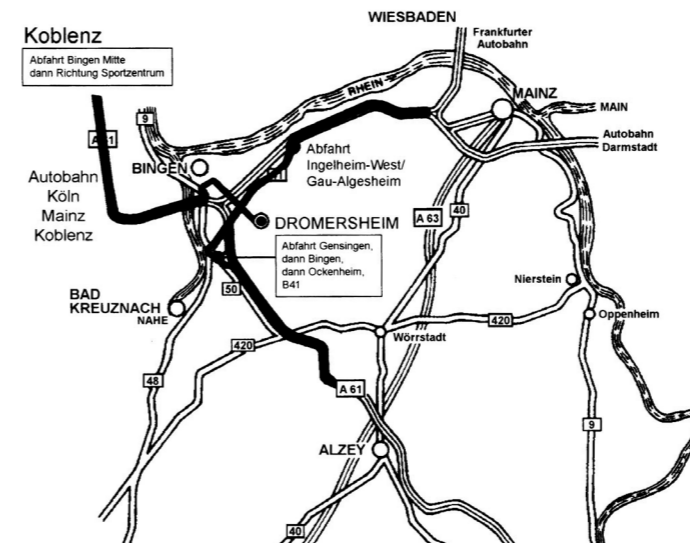 WIESBADEN
Koblenz
Frankfurter
Autobahn
Abfahrt Bingen Mitte
dann Richtung Sportzentrum
RHEIN
MAINZ
MAIN
9
A 61
Autobahn
Darmstadt
Abfahrt
Ingelheim-West/
Gau-Algesheim
BINGEN
Autobahn
Köln
Mainz
Koblenz
40
A 63
DROMERSHEIM
Abfahrt Gensingen,
dann Bingen,
dann Ockenheim,
B41
Nierstein
50
BAD
KREUZNACH
NAHE
Oppenheim
420
Wörrstadt
420
48
A 61
9
ALZEY
40